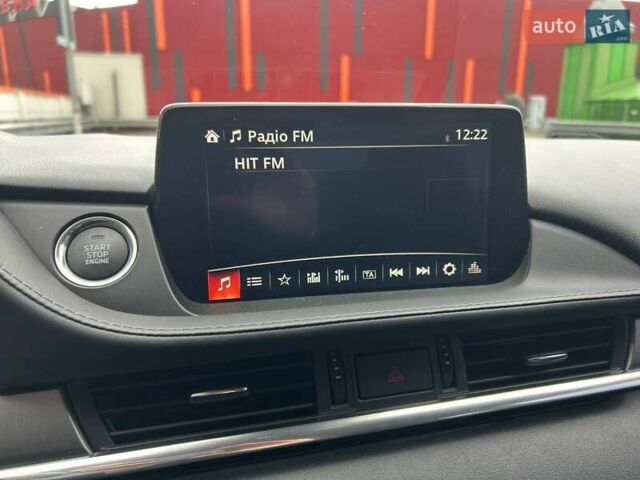 auto RIA
.com
Радіо FM 12:22
HIT FM
START
STOP
ENGINE
TA